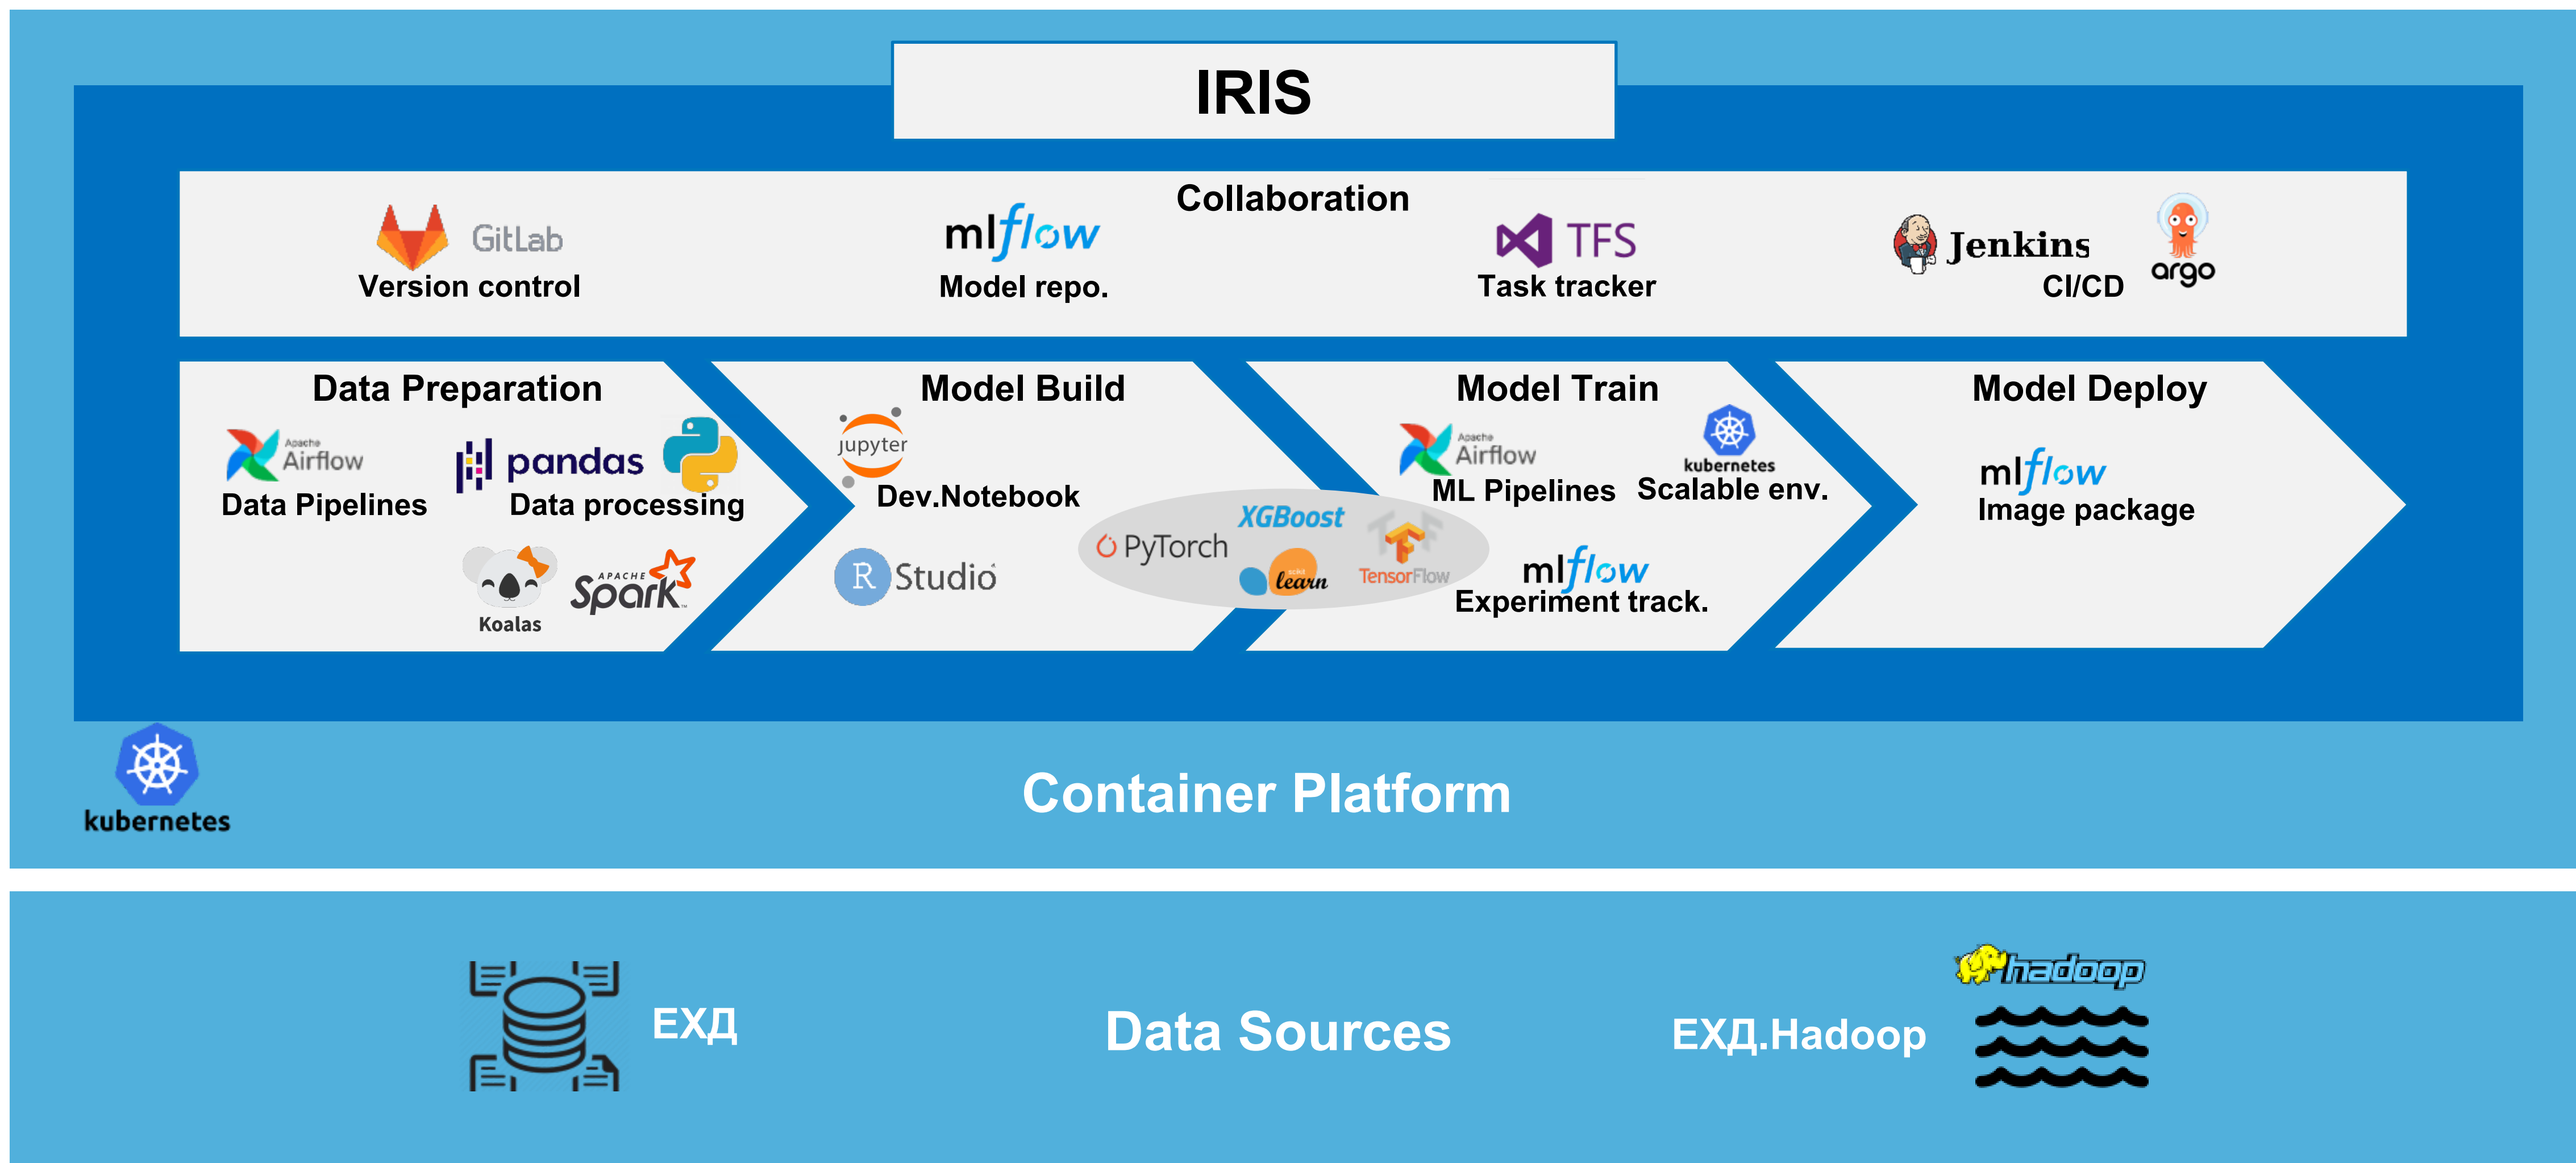 IRIS
Collaboration
GitLab
Version control
mlflow
Model repo.
TFS
Task tracker
Jenkins
argo
CI/CD
Data Preparation
Apache
Airflow
Data Pipelines
pandas
Data processing
Koalas
APACHE
Spark™
Model Build
jupyter
Dev.Notebook
R Studio
PyTorch
XGBoost
scikit
learn
TensorFlow
Model Train
Apache
Airflow
ML Pipelines
kubernetes
Scalable env.
mlflow
Experiment track.
Model Deploy
mlflow
Image package
kubernetes
Container Platform
ЕХД
Data Sources
ЕХД.Hadoop
hadoop